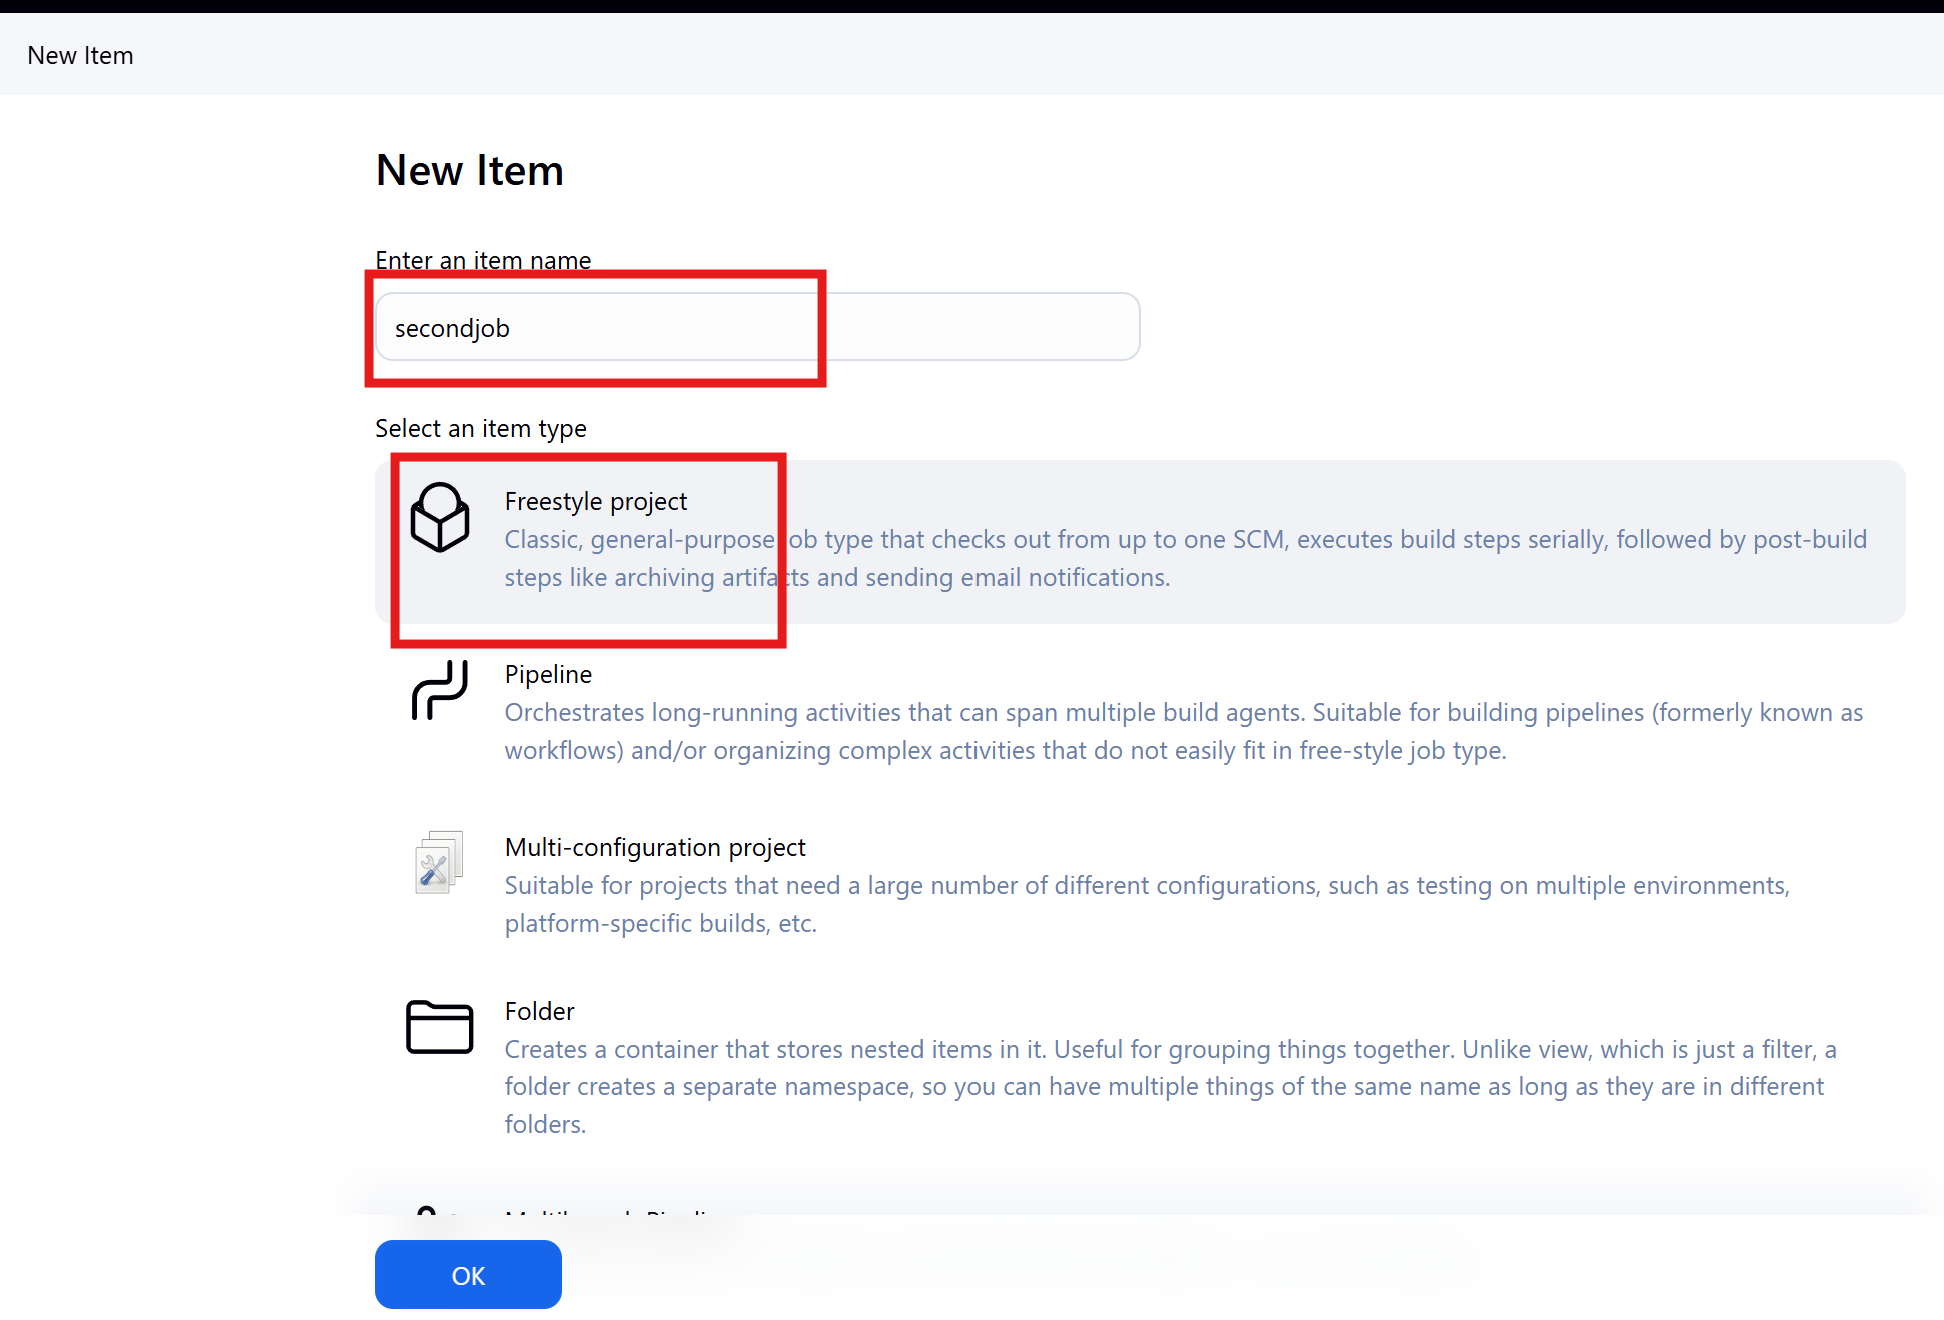 New Item
New Item
Enter an item name
secondjob
Select an item type
Freestyle project
Classic, general-purpose job type that checks out from up to one SCM, executes build steps serially, followed by post-build
steps like archiving artifacts and sending email notifications.
Pipeline
Orchestrates long-running activities that can span multiple build agents. Suitable for building pipelines (formerly known as
workflows) and/or organizing complex activities that do not easily fit in free-style job type.
Multi-configuration project
Suitable for projects that need a large number of different configurations, such as testing on multiple environments,
platform-specific builds, etc.
Folder
Creates a container that stores nested items in it. Useful for grouping things together. Unlike view, which is just a filter, a
folder creates a separate namespace, so you can have multiple things of the same name as long as they are in different
folders.
OK